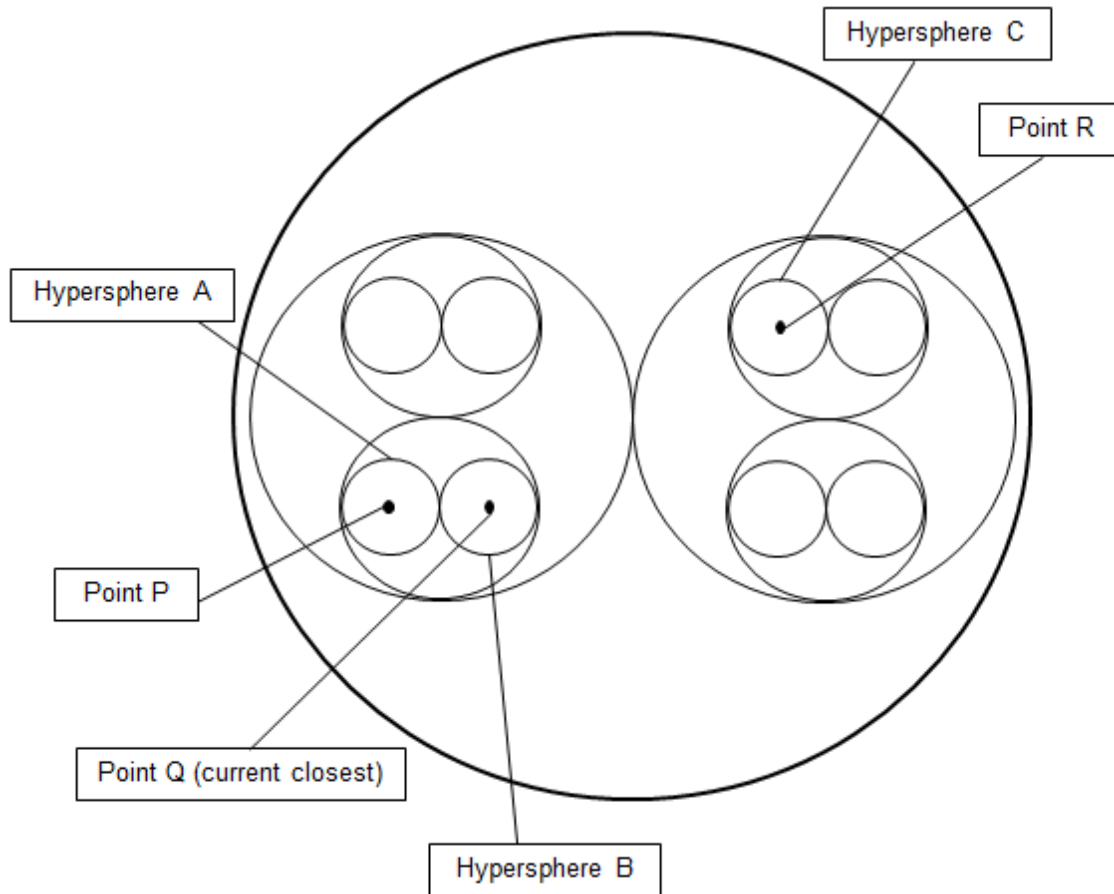 Hypersphere C
Point R
Hypersphere A
Point P
Point Q (current closest)
Hypersphere B